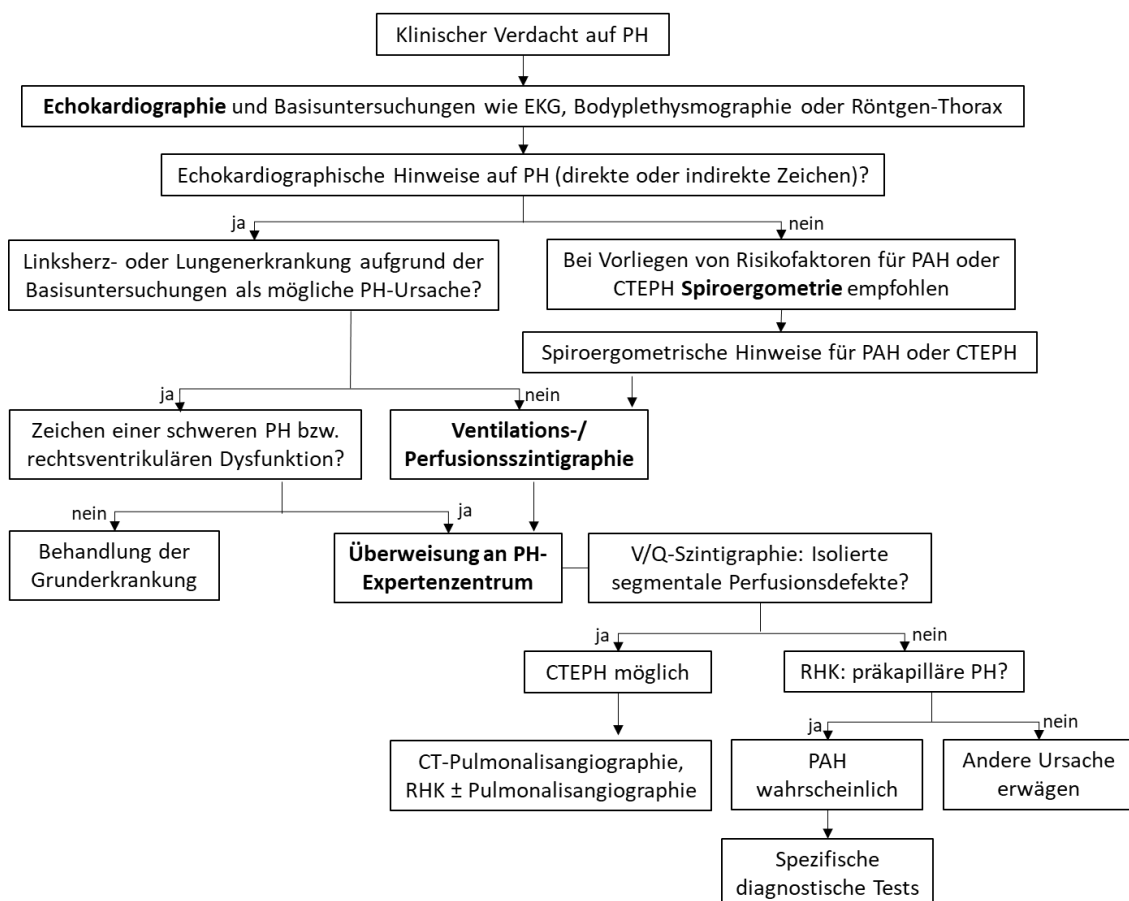 Klinischer Verdacht auf PH
Echokardiographie und Basisuntersuchungen wie EKG, Bodyplethysmographie oder Röntgen-Thorax
Echokardiographische Hinweise auf PH (direkte oder indirekte Zeichen)?
ja
nein
Linksherz- oder Lungenerkrankung aufgrund der
Basisuntersuchungen als mögliche PH-Ursache?
Bei Vorliegen von Risikofaktoren für PAH oder
CTEPH Spiroergometrie empfohlen
Spiroergometrische Hinweise für PAH oder CTEPH
ja
nein
Zeichen einer schweren PH bzw.
rechtsventrikulären Dysfunktion?
Ventilations-/
Perfusionsszintigraphie
nein
ja
Behandlung der
Grunderkrankung
Überweisung an PH-
Expertenzentrum
V/Q-Szintigraphie: Isolierte
segmentale Perfusionsdefekte?
ja
nein
CTEPH möglich
RHK: präkapilläre PH?
ja
nein
CT-Pulmonalisangiographie,
RHK ± Pulmonalisangiographie
PAH
wahrscheinlich
Andere Ursache
erwägen
Spezifische
diagnostische Tests